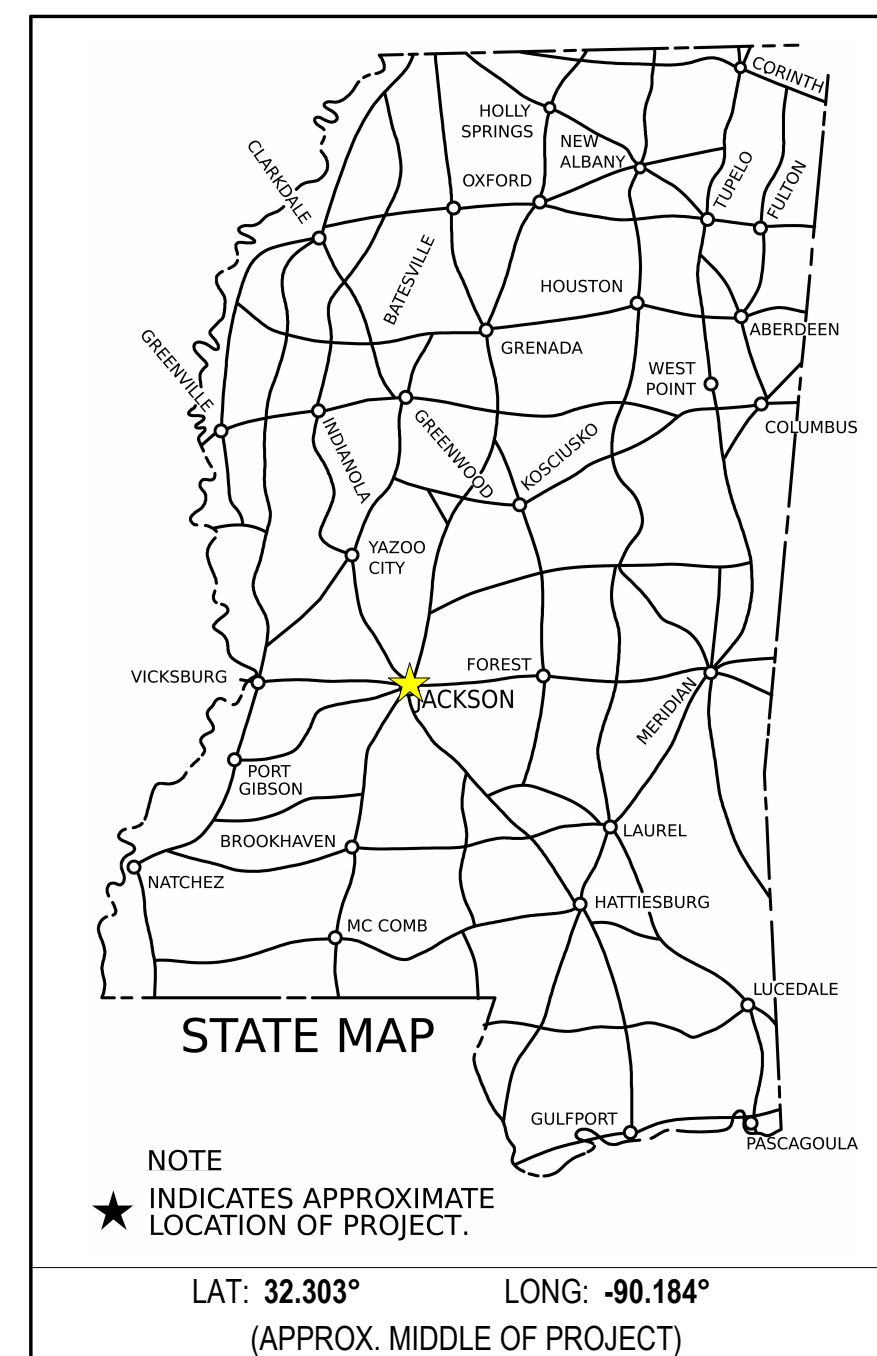 CORINTH
HOLLY
SPRINGS
NEW
ALBANY
CLARKDALE
OXFORD
TUPELO
FULTON
BATESVILLE
HOUSTON
ABERDEEN
GREENVILLE
GRENADA
WEST
POINT
COLUMBUS
INDIANOLA
GREENWOOD
KOSCIUSKO
YAZOO
CITY
VICKSBURG
FOREST
JACKSON
MERIDIAN
PORT
GIBSON
BROOKHAVEN
LAUREL
NATCHEZ
HATTIESBURG
MC COMB
LUCEDALE
STATE MAP
GULFPORT
PASCAGOULA
NOTE
INDICATES APPROXIMATE
LOCATION OF PROJECT.
LAT: 32.303° LONG: -90.184°
(APPROX. MIDDLE OF PROJECT)